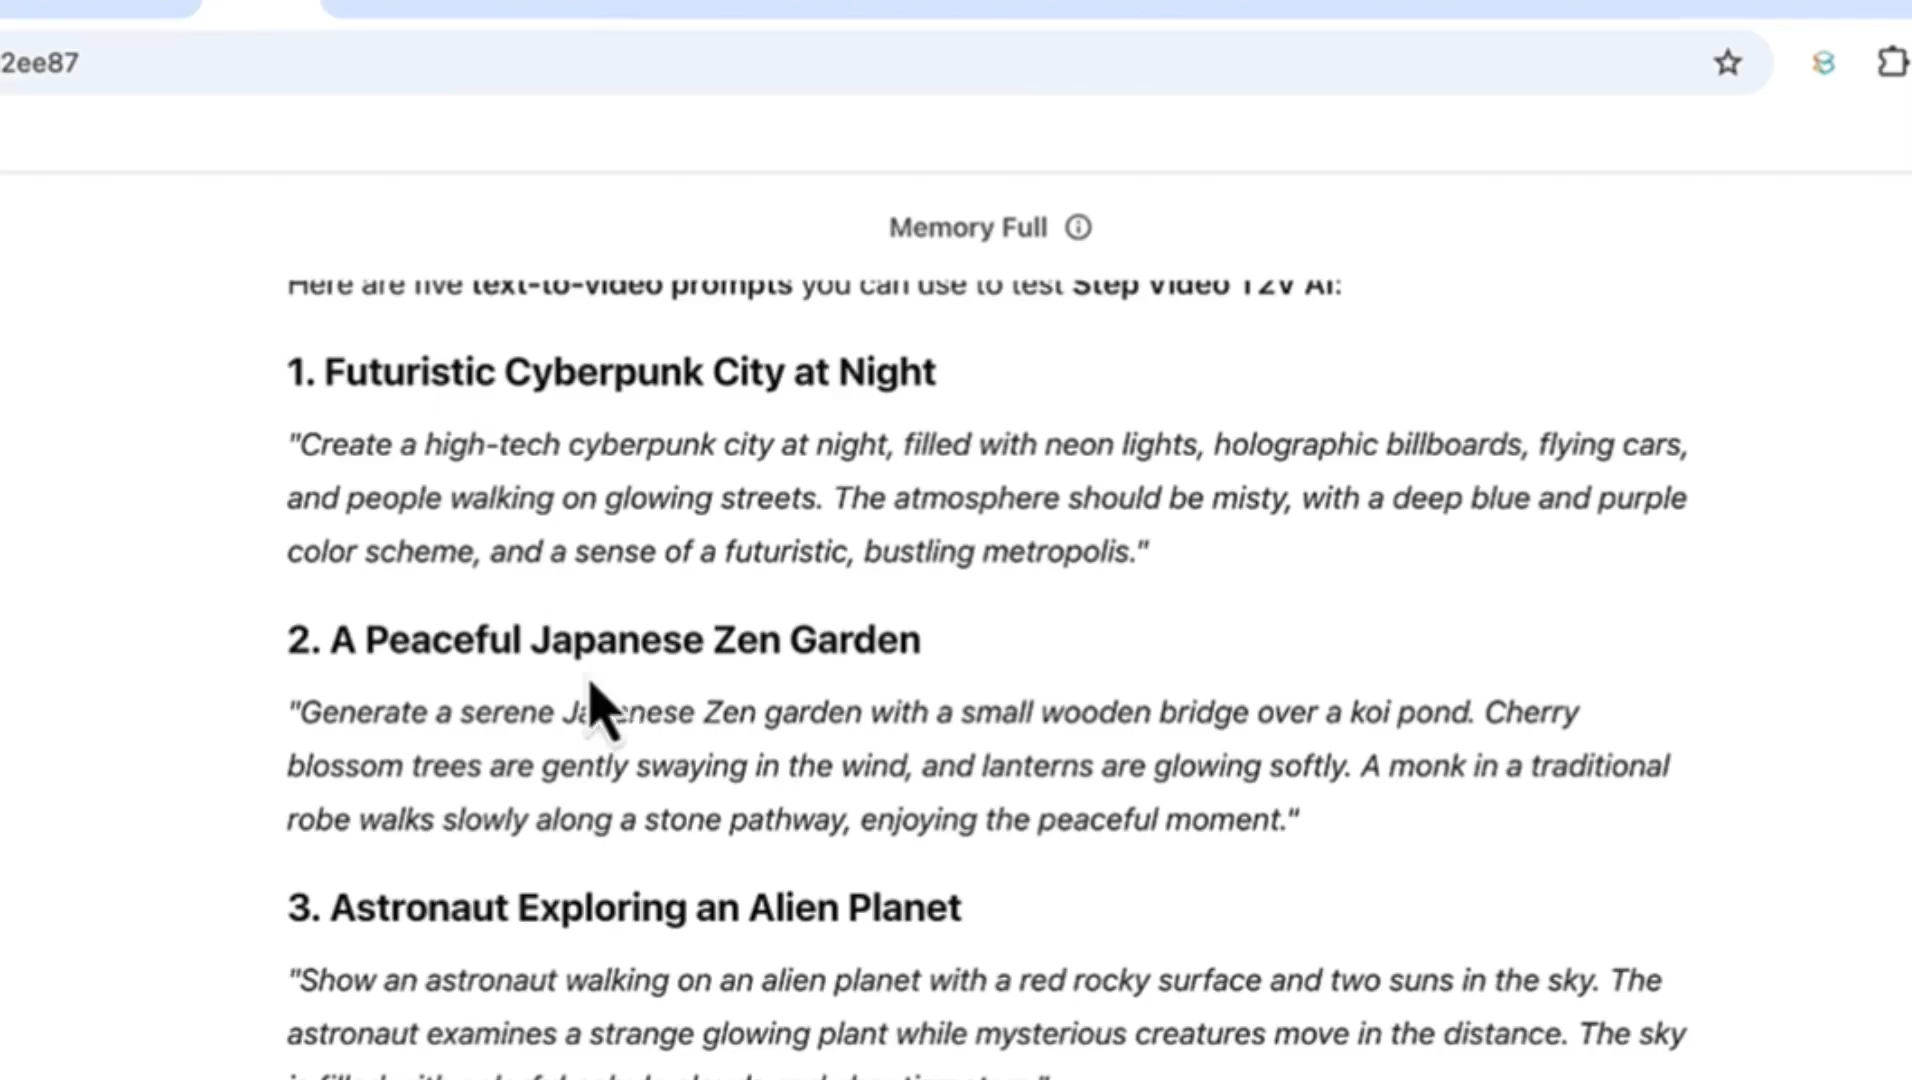 2ee87
Memory Full
Here are five text-to-video prompts you can use to test Step Video T2V AI:
1. Futuristic Cyberpunk City at Night
"Create a high-tech cyberpunk city at night, filled with neon lights, holographic billboards, flying cars,
and people walking on glowing streets. The atmosphere should be misty, with a deep blue and purple
color scheme, and a sense of a futuristic, bustling metropolis."
2. A Peaceful Japanese Zen Garden
"Generate a serene Japanese Zen garden with a small wooden bridge over a koi pond. Cherry
blossom trees are gently swaying in the wind, and lanterns are glowing softly. A monk in a traditional
robe walks slowly along a stone pathway, enjoying the peaceful moment."
3. Astronaut Exploring an Alien Planet
"Show an astronaut walking on an alien planet with a red rocky surface and two suns in the sky. The
astronaut examines a strange glowing plant while mysterious creatures move in the distance. The sky